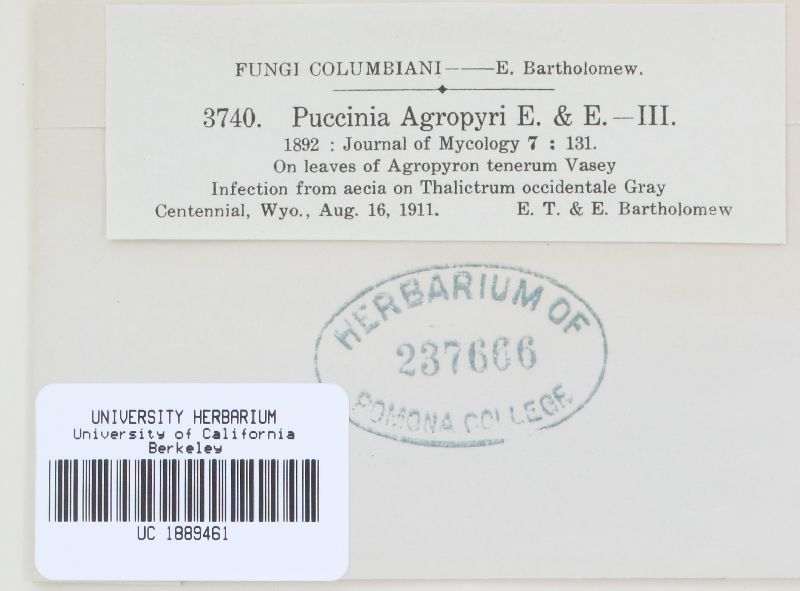 FUNGI COLUMBIANI——E. Bartholomew.
3740. Puccinia Agropyri E. & E.—III.
1892 : Journal of Mycology 7 : 131.
On leaves of Agropyron tenerum Vasey
Infection from aecia on Thalictrum occidentale Gray
Centennial, Wyo., Aug. 16, 1911. E. T. & E. Bartholomew
HERBARIUM OF
237666
POMONA COLLEGE
UNIVERSITY HERBARIUM
University of California
Berkeley
UC 1889461